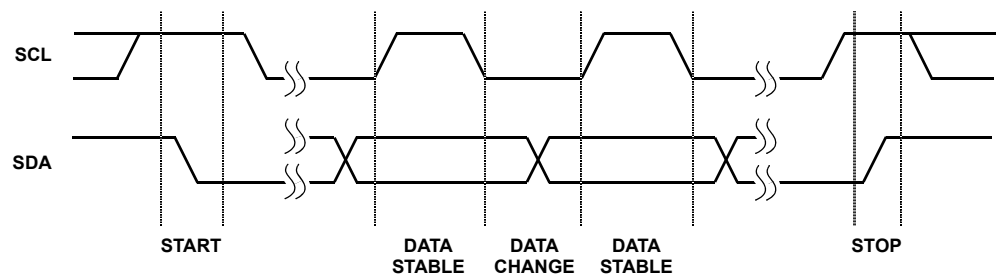 SCL
SDA
START
DATA STABLE
DATA CHANGE
DATA STABLE
STOP